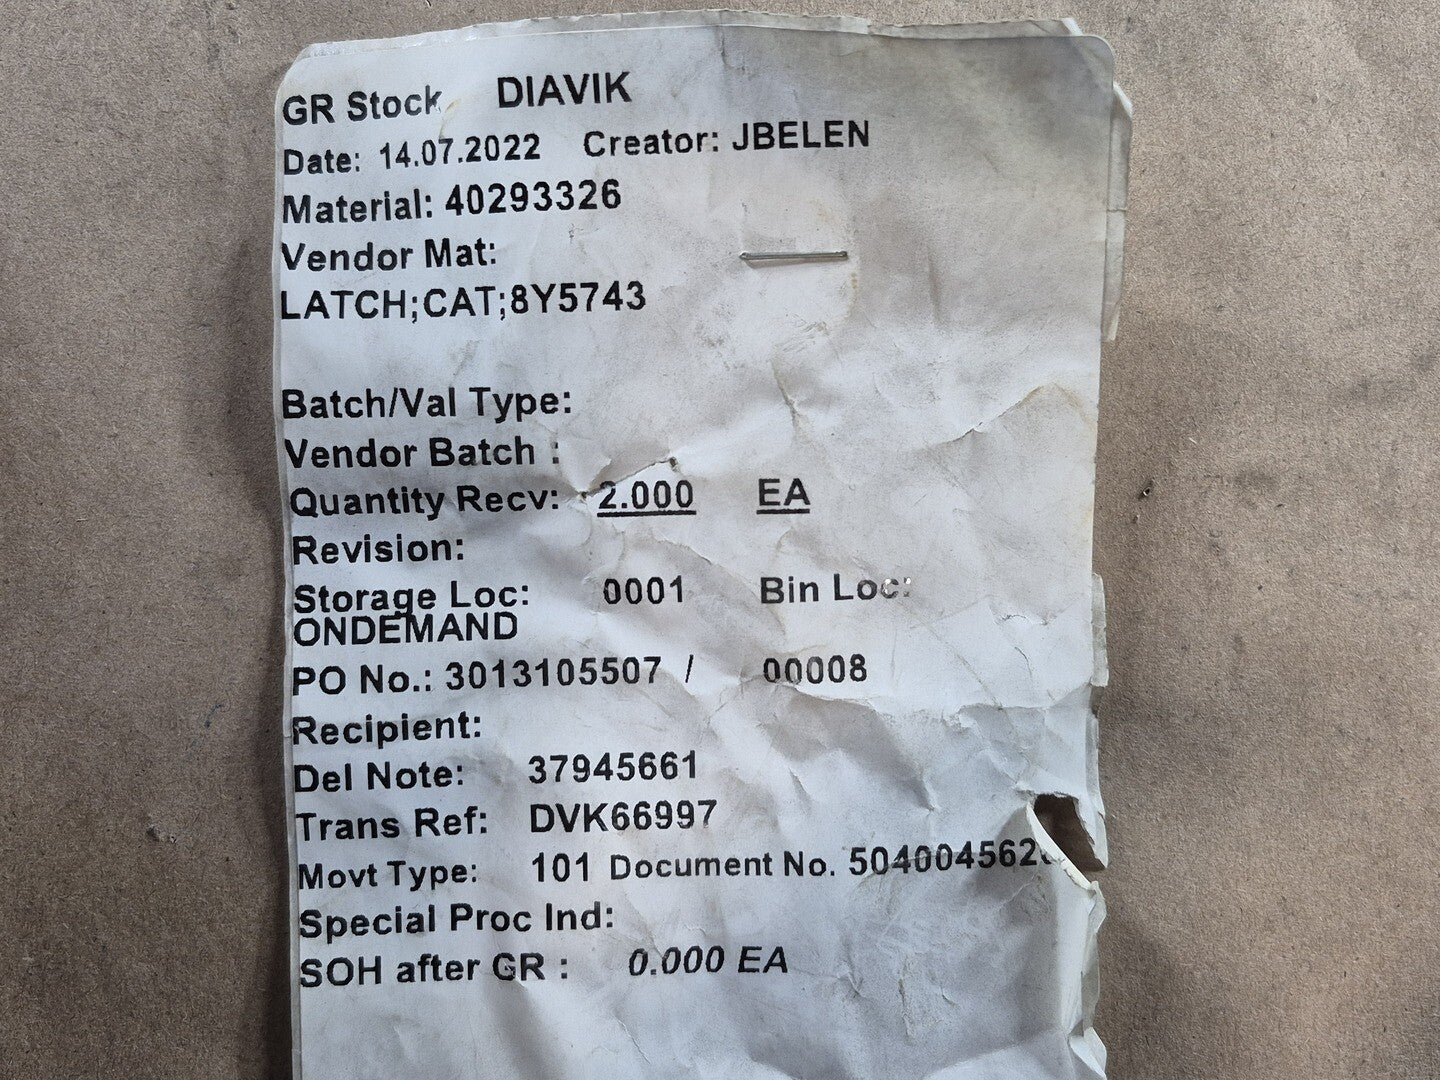 GR Stock DIAVIK
Date: 14.07.2022 Creator: JBELEN
Material: 40293326
Vendor Mat:
LATCH;CAT;8Y5743
Batch/Val Type:
Vendor Batch :
Quantity Recv: 2.000 EA
Revision:
Storage Loc: 0001 Bin Loc:
ONDEMAND
PO No.: 3013105507 / 00008
Recipient:
Del Note: 37945661
Trans Ref: DVK66997
Movt Type: 101 Document No.
Special Proc Ind:
SOH after GR : 0.000 EA